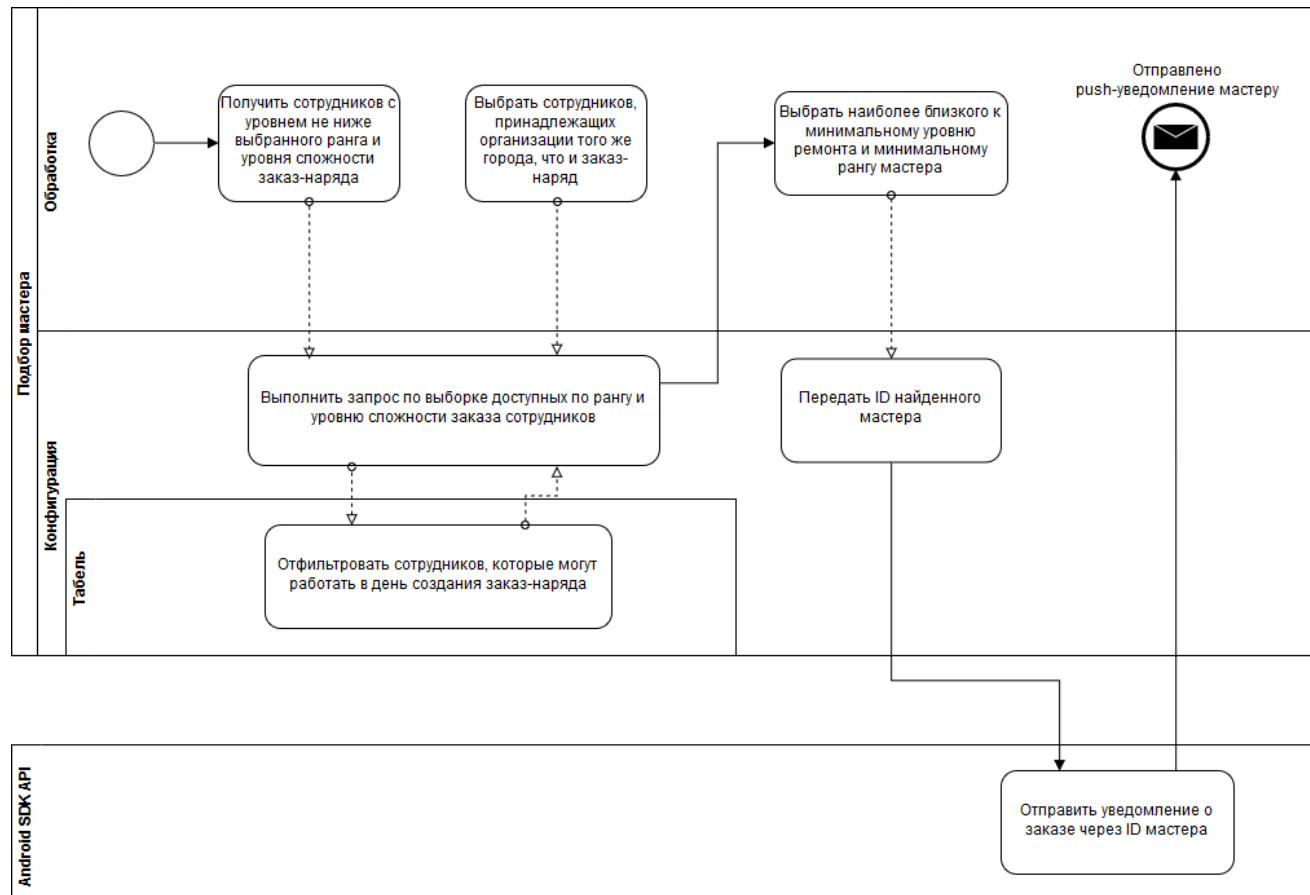 Подбор мастера
Обработка
Получить сотрудников с
уровнем не ниже
выбранного ранга и
уровня сложности
заказ-наряда
Выбрать сотрудников,
принадлежащих
организации того же
города, что и заказ-
наряд
Выбрать наиболее близкого к
минимальному уровню
ремонта и минимальному
рангу мастера
Отправлено
push-уведомление мастеру
Конфигурация
Выполнить запрос по выборке доступных по рангу и
уровню сложности заказа сотрудников
Передать ID найденного
мастера
Табель
Отфильтровать сотрудников, которые могут
работать в день создания заказ-наряда
Android SDK API
Отправить уведомление о
заказе через ID мастера